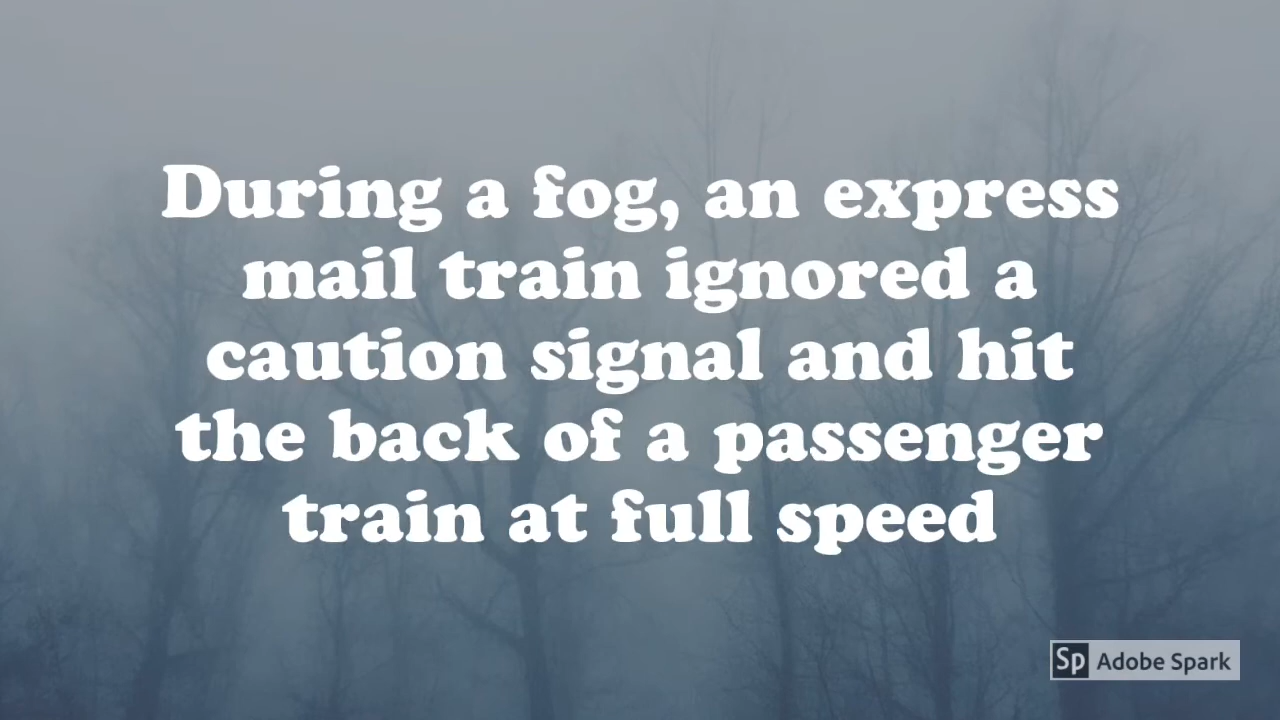 During a fog, an express
mail train ignored a
caution signal and hit
the back of a passenger
train at full speed
Sp Adobe Spark